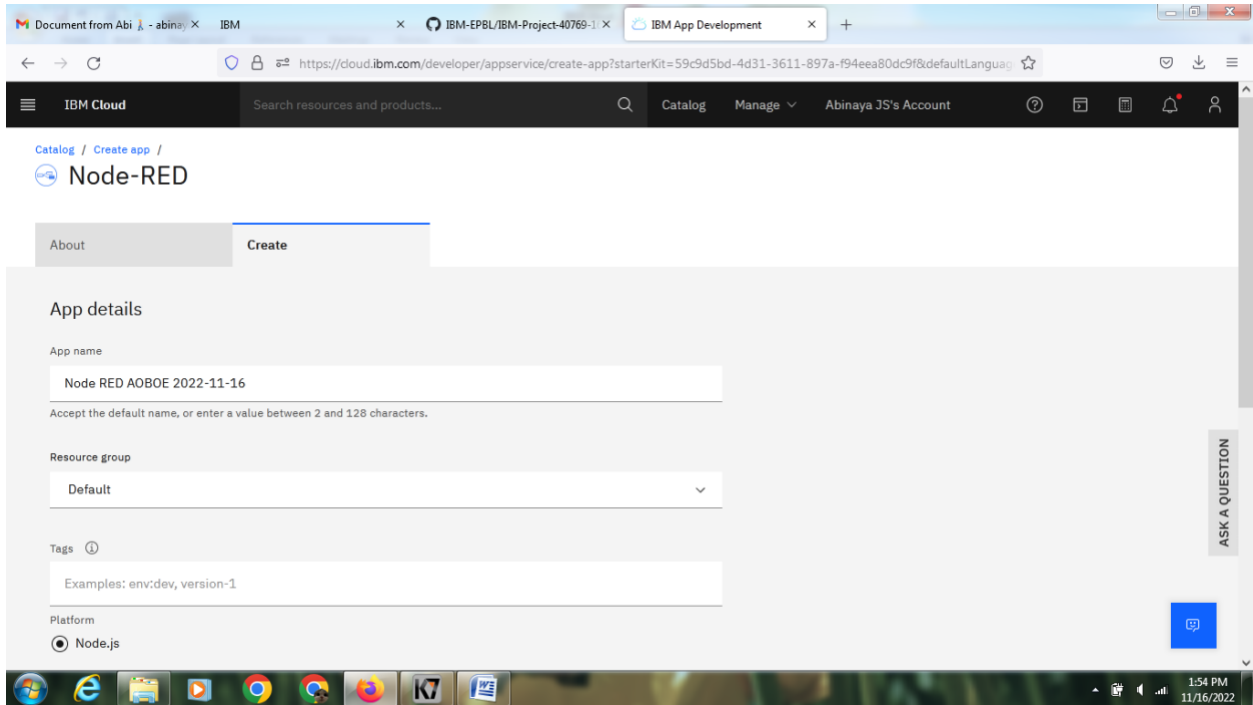 Document from Abi - abinay
IBM
IBM-EPBL/IBM-Project-40769-1
IBM App Development
https://cloud.ibm.com/developer/appservice/create-app?starterKit=59c9d5bd-4d31-3611-897a-f94eea80dc9f&defaultLanguag
IBM Cloud
Search resources and products...
Catalog
Manage
Abinaya JS's Account
Catalog / Create app /
Node-RED
About
Create
App details
App name
Node RED AOBOE 2022-11-16
Accept the default name, or enter a value between 2 and 128 characters.
Resource group
Default
Tags
Examples: env:dev, version-1
Platform
Node.js
ASK A QUESTION
K7
1:54 PM
11/16/2022